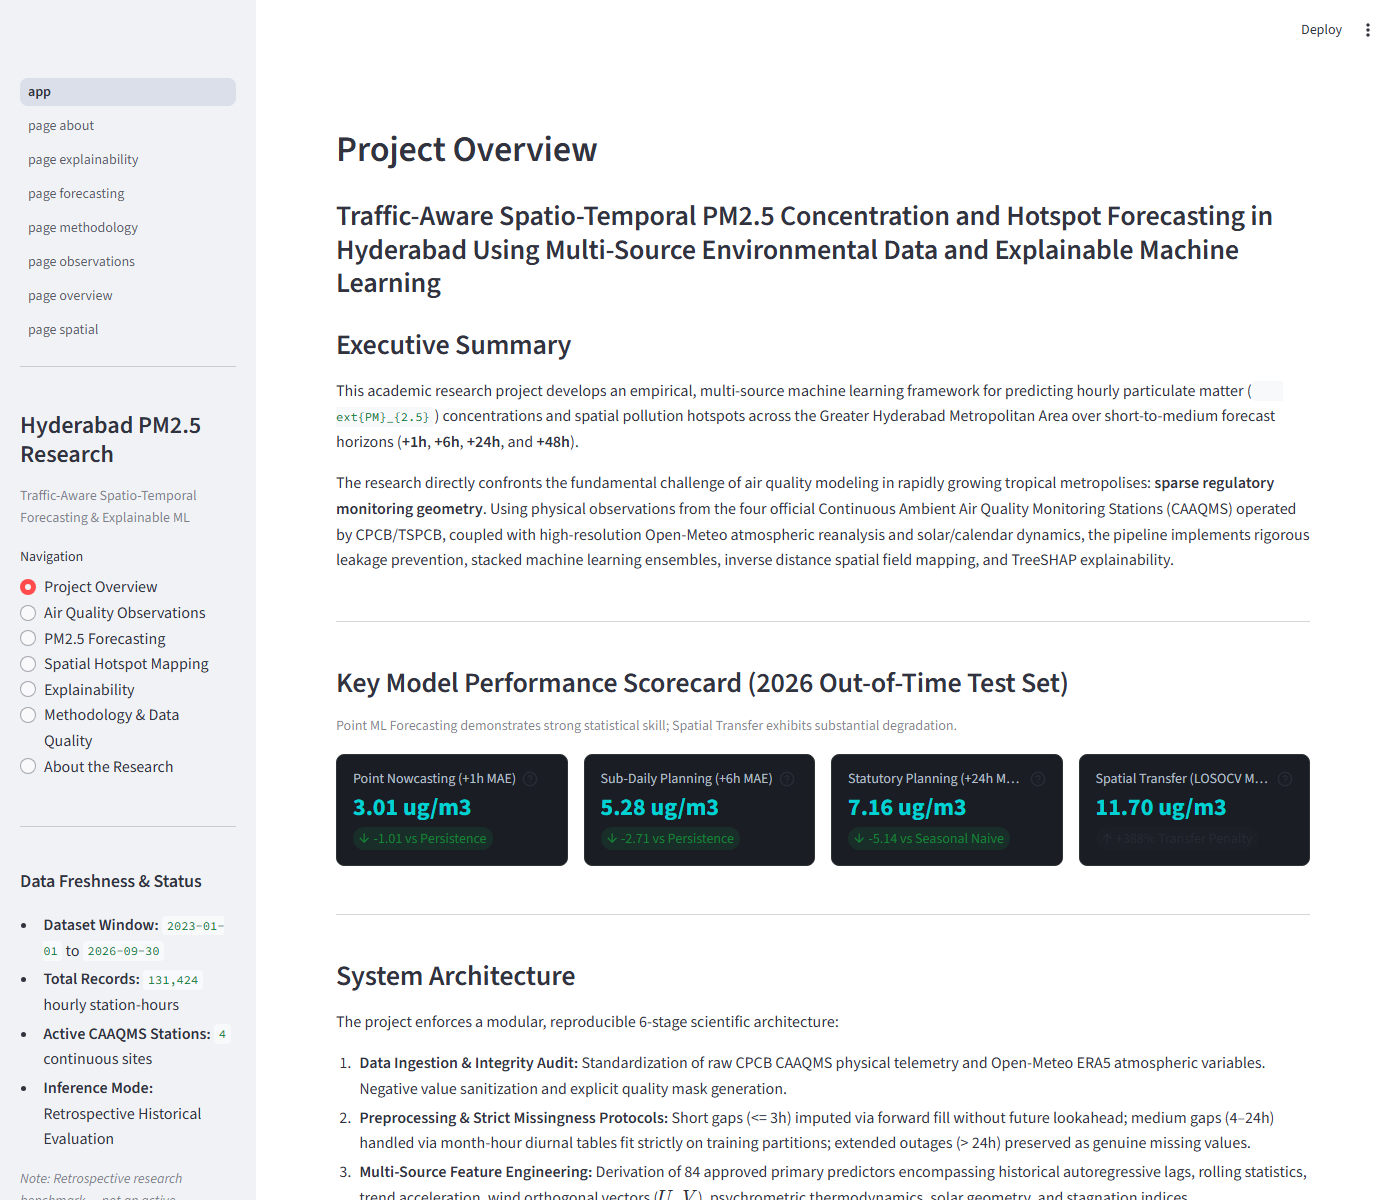 Deploy
app
page about
page explainability
page forecasting
page methodology
page observations
page overview
page spatial
Hyderabad PM2.5
Research
Traffic-Aware Spatio-Temporal
Forecasting & Explainable ML
Navigation
Project Overview
Air Quality Observations
PM2.5 Forecasting
Spatial Hotspot Mapping
Explainability
Methodology & Data
Quality
About the Research
Data Freshness & Status
• Dataset Window: 2023-01-
01 to 2026-09-30
• Total Records: 131,424
hourly station-hours
• Active CAAQMS Stations: 4
continuous sites
• Inference Mode:
Retrospective Historical
Evaluation
Note: Retrospective research
benchmark – not an active
Project Overview
Traffic-Aware Spatio-Temporal PM2.5 Concentration and Hotspot Forecasting in
Hyderabad Using Multi-Source Environmental Data and Explainable Machine
Learning
Executive Summary
This academic research project develops an empirical, multi-source machine learning framework for predicting hourly particulate matter (
ext{PM}_{2.5} ) concentrations and spatial pollution hotspots across the Greater Hyderabad Metropolitan Area over short-to-medium forecast
horizons (+1h, +6h, +24h, and +48h).
The research directly confronts the fundamental challenge of air quality modeling in rapidly growing tropical metropolises: sparse regulatory
monitoring geometry. Using physical observations from the four official Continuous Ambient Air Quality Monitoring Stations (CAAQMS) operated
by CPCB/TSPCB, coupled with high-resolution Open-Meteo atmospheric reanalysis and solar/calendar dynamics, the pipeline implements rigorous
leakage prevention, stacked machine learning ensembles, inverse distance spatial field mapping, and TreeSHAP explainability.
Key Model Performance Scorecard (2026 Out-of-Time Test Set)
Point ML Forecasting demonstrates strong statistical skill; Spatial Transfer exhibits substantial degradation.
Point Nowcasting (+1h MAE)
3.01 ug/m3
↓ -1.01 vs Persistence
Sub-Daily Planning (+6h MAE)
5.28 ug/m3
↓ -2.71 vs Persistence
Statutory Planning (+24h M...
7.16 ug/m3
↓ -5.14 vs Seasonal Naive
Spatial Transfer (LOSOCV M...
11.70 ug/m3
↑ +388% Transfer Penalty
System Architecture
The project enforces a modular, reproducible 6-stage scientific architecture:
1. Data Ingestion & Integrity Audit: Standardization of raw CPCB CAAQMS physical telemetry and Open-Meteo ERA5 atmospheric variables.
Negative value sanitization and explicit quality mask generation.
2. Preprocessing & Strict Missingness Protocols: Short gaps (<= 3h) imputed via forward fill without future lookahead; medium gaps (4–24h)
handled via month-hour diurnal tables fit strictly on training partitions; extended outages (> 24h) preserved as genuine missing values.
3. Multi-Source Feature Engineering: Derivation of 84 approved primary predictors encompassing historical autoregressive lags, rolling statistics,
trend acceleration, wind orthogonal vectors (U, V), psychrometric thermodynamics, solar geometry, and stagnation indices.